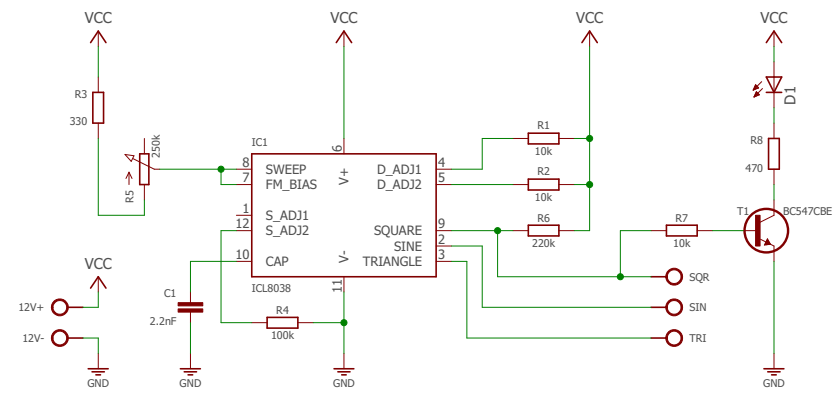 VCC
VCC
VCC
VCC
R3
330
250k
R5
IC1
8
7
1
12
10
6
11
4
5
9
2
3
SWEEP
FM_BIAS
S_ADJ1
S_ADJ2
CAP
V+
V-
D_ADJ1
D_ADJ2
SQUARE
SINE
TRIANGLE
ICL8038
R1
10k
R2
10k
R6
220k
R7
10k
D1
R8
470
T1
BC547CBE
VCC
12V+
12V-
C1
2.2nF
R4
100k
SQR
SIN
TRI
GND
GND
GND
GND